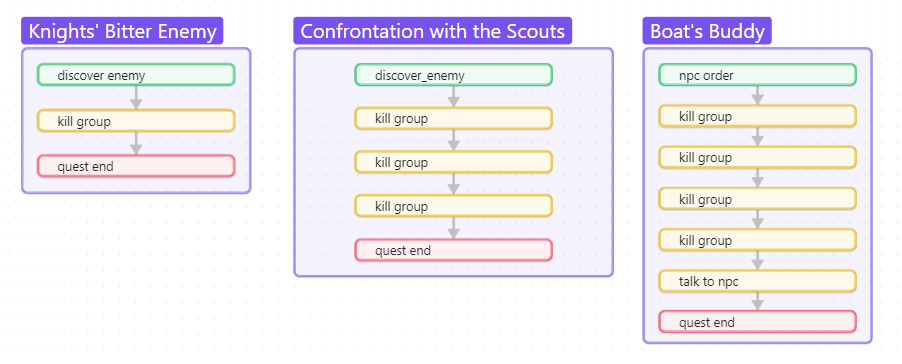 Knights' Bitter Enemy
discover enemy
kill group
quest end
Confrontation with the Scouts
discover_enemy
kill group
kill group
kill group
quest end
Boat's Buddy
npc order
kill group
kill group
kill group
kill group
talk to npc
quest end